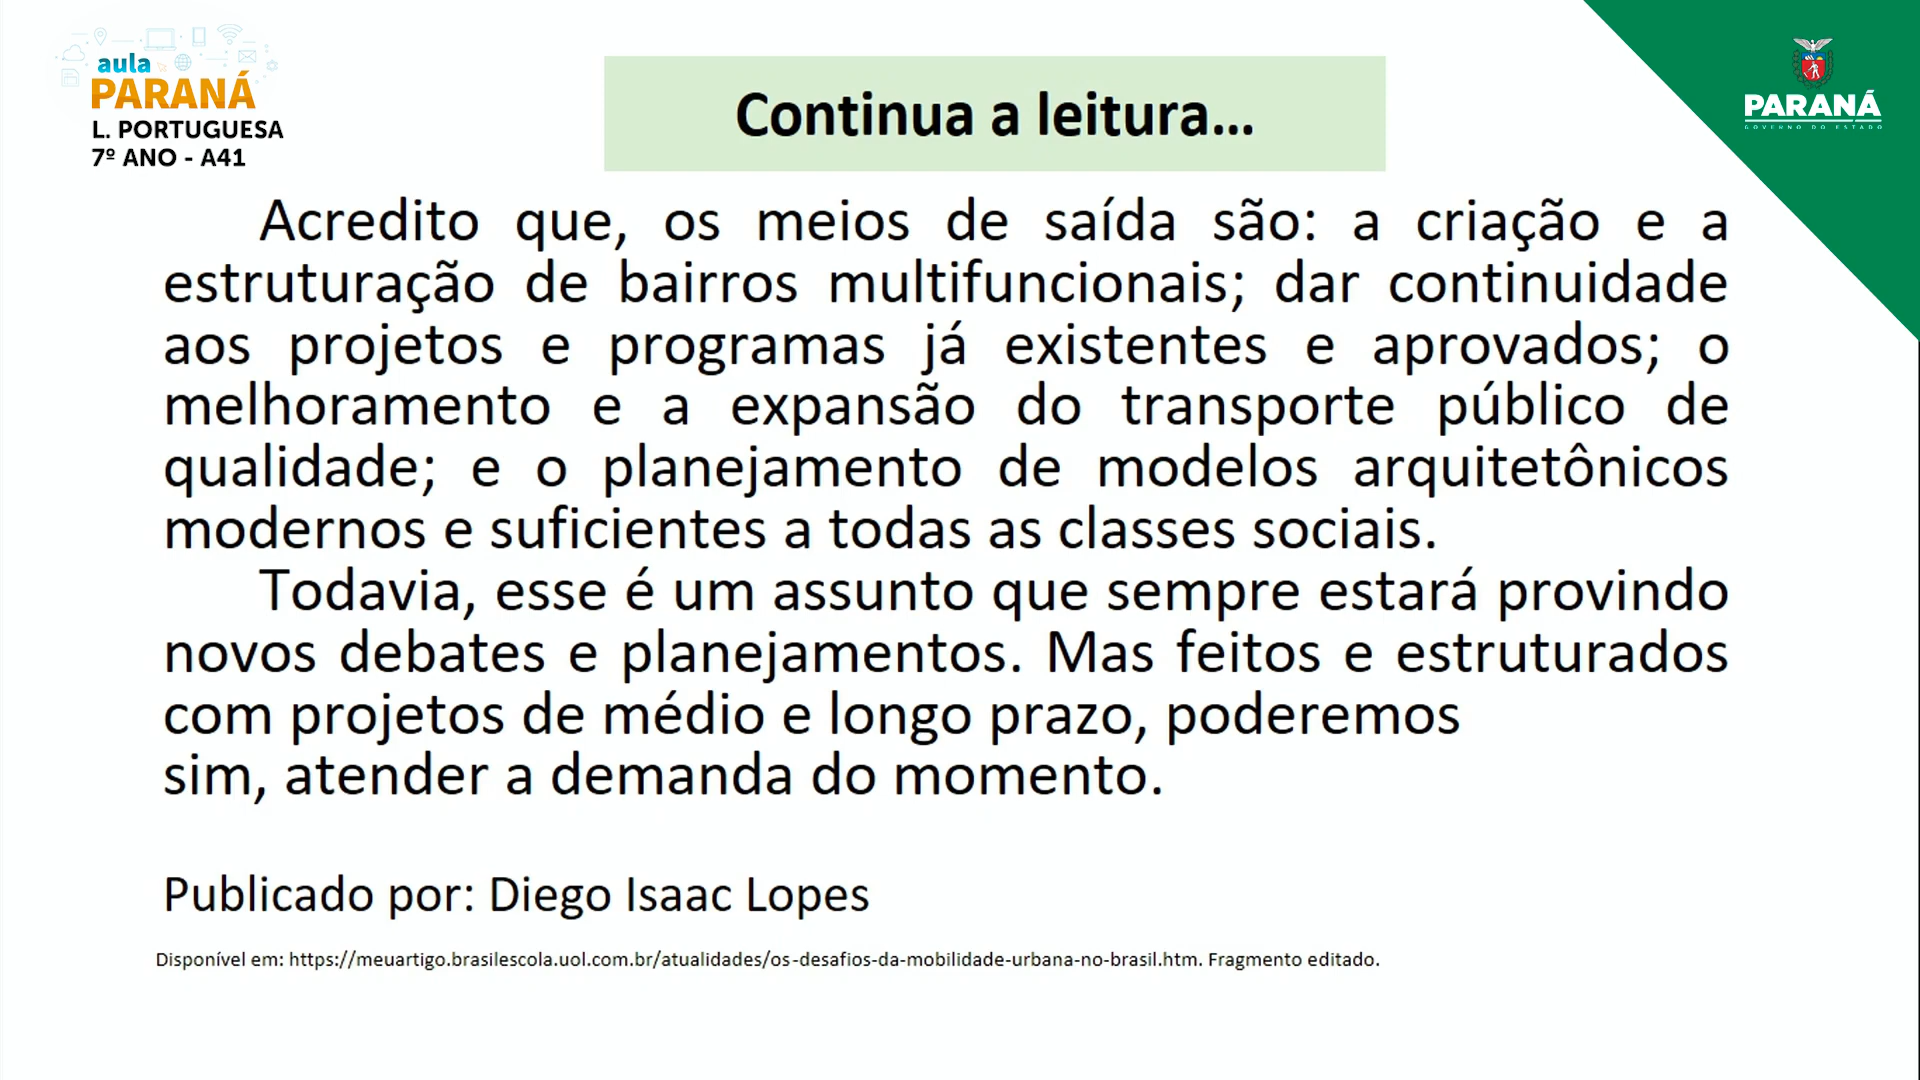 aula
PARANÁ
L. PORTUGUESA
7º ANO - A41
Continua a leitura...
PARANÁ
GOVERNO DO ESTADO
Acredito que, os meios de saída são: a criação e a
estruturação de bairros multifuncionais; dar continuidade
aos projetos e programas já existentes e aprovados; o
melhoramento e a expansão do transporte público de
qualidade; e o planejamento de modelos arquitetônicos
modernos e suficientes a todas as classes sociais.
Todavia, esse é um assunto que sempre estará provindo
novos debates e planejamentos. Mas feitos e estruturados
com projetos de médio e longo prazo, poderemos
sim, atender a demanda do momento.
Publicado por: Diego Isaac Lopes
Disponível em: https://meuartigo.brasilescola.uol.com.br/atualidades/os-desafios-da-mobilidade-urbana-no-brasil.htm. Fragmento editado.